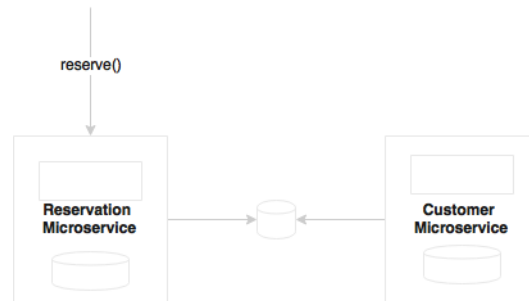 reserve()
Reservation
Microservice
Customer
Microservice